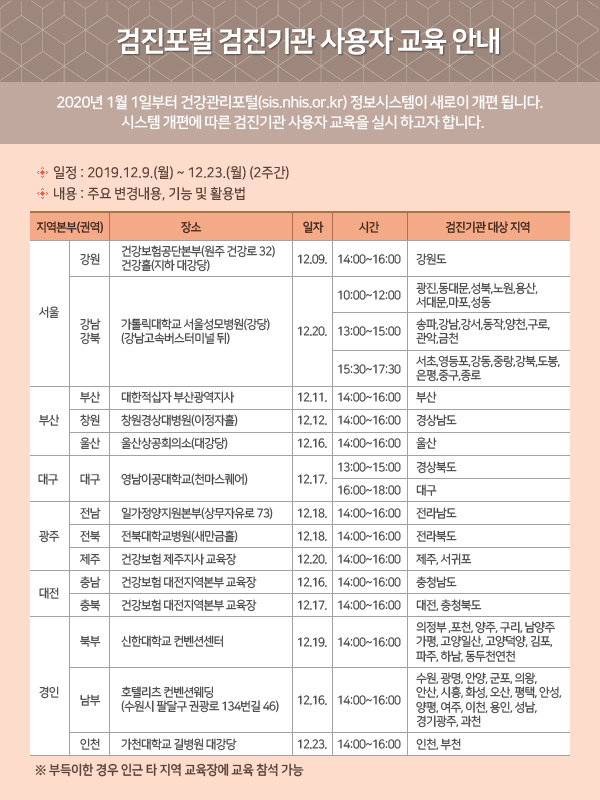 검진포털 검진기관 사용자 교육 안내
2020년 1월 1일부터 건강관리포털(sis.nhis.or.kr) 정보시스템이 새로이 개편 됩니다.
시스템 개편에 따른 검진기관 사용자 교육을 실시 하고자 합니다.
일정 : 2019.12.9.(월) ~ 12.23.(월) (2주간)
내용 : 주요 변경내용, 기능 및 활용법
지역본부(권역) 장소 일자 시간 검진기관 대상 지역
서울
강원 건강보험공단본부(원주 건강로 32) 12.09. 14:00~16:00 강원도
건강홀(지하 대강당)
강남
강북
가톨릭대학교 서울성모병원(강당)
(강남고속버스터미널 뒤)
12.20.
10:00~12:00 광진,동대문,성북,노원,용산,
서대문,마포,성동
13:00~15:00 송파,강남,강서,동작,양천,구로,
관악,금천
15:30~17:30 서초,영등포,강동,중랑,강북,도봉,
은평,중구,종로
부산
부산 대한적십자 부산광역지사 12.11. 14:00~16:00 부산
창원 창원경상대병원(이정자홀) 12.12. 14:00~16:00 경상남도
울산 울산상공회의소(대강당) 12.16. 14:00~16:00 울산
대구 대구 영남이공대학교(천마스퀘어) 12.17.
13:00~15:00 경상북도
16:00~18:00 대구
광주
전남 일가정양지원본부(상무자유로 73) 12.18. 14:00~16:00 전라남도
전북 전북대학교병원(새만금홀) 12.18. 14:00~16:00 전라북도
제주 건강보험 제주지사 교육장 12.20. 14:00~16:00 제주, 서귀포
대전
충남 건강보험 대전지역본부 교육장 12.16. 14:00~16:00 충청남도
충북 건강보험 대전지역본부 교육장 12.17. 14:00~16:00 대전, 충청북도
경인
북부 신한대학교 컨벤션센터 12.19. 14:00~16:00
의정부 ,포천, 양주, 구리, 남양주
가평, 고양일산, 고양덕양, 김포,
파주, 하남, 동두천연천
남부 호텔리츠 컨벤션웨딩
(수원시 팔달구 권광로 134번길 46)
12.16. 14:00~16:00
수원, 광명, 안양, 군포, 의왕,
안산, 시흥, 화성, 오산, 평택, 안성,
양평, 여주, 이천, 용인, 성남,
경기광주, 과천
인천 가천대학교 길병원 대강당 12.23. 14:00~16:00 인천, 부천
※ 부득이한 경우 인근 타 지역 교육장에 교육 참석 가능